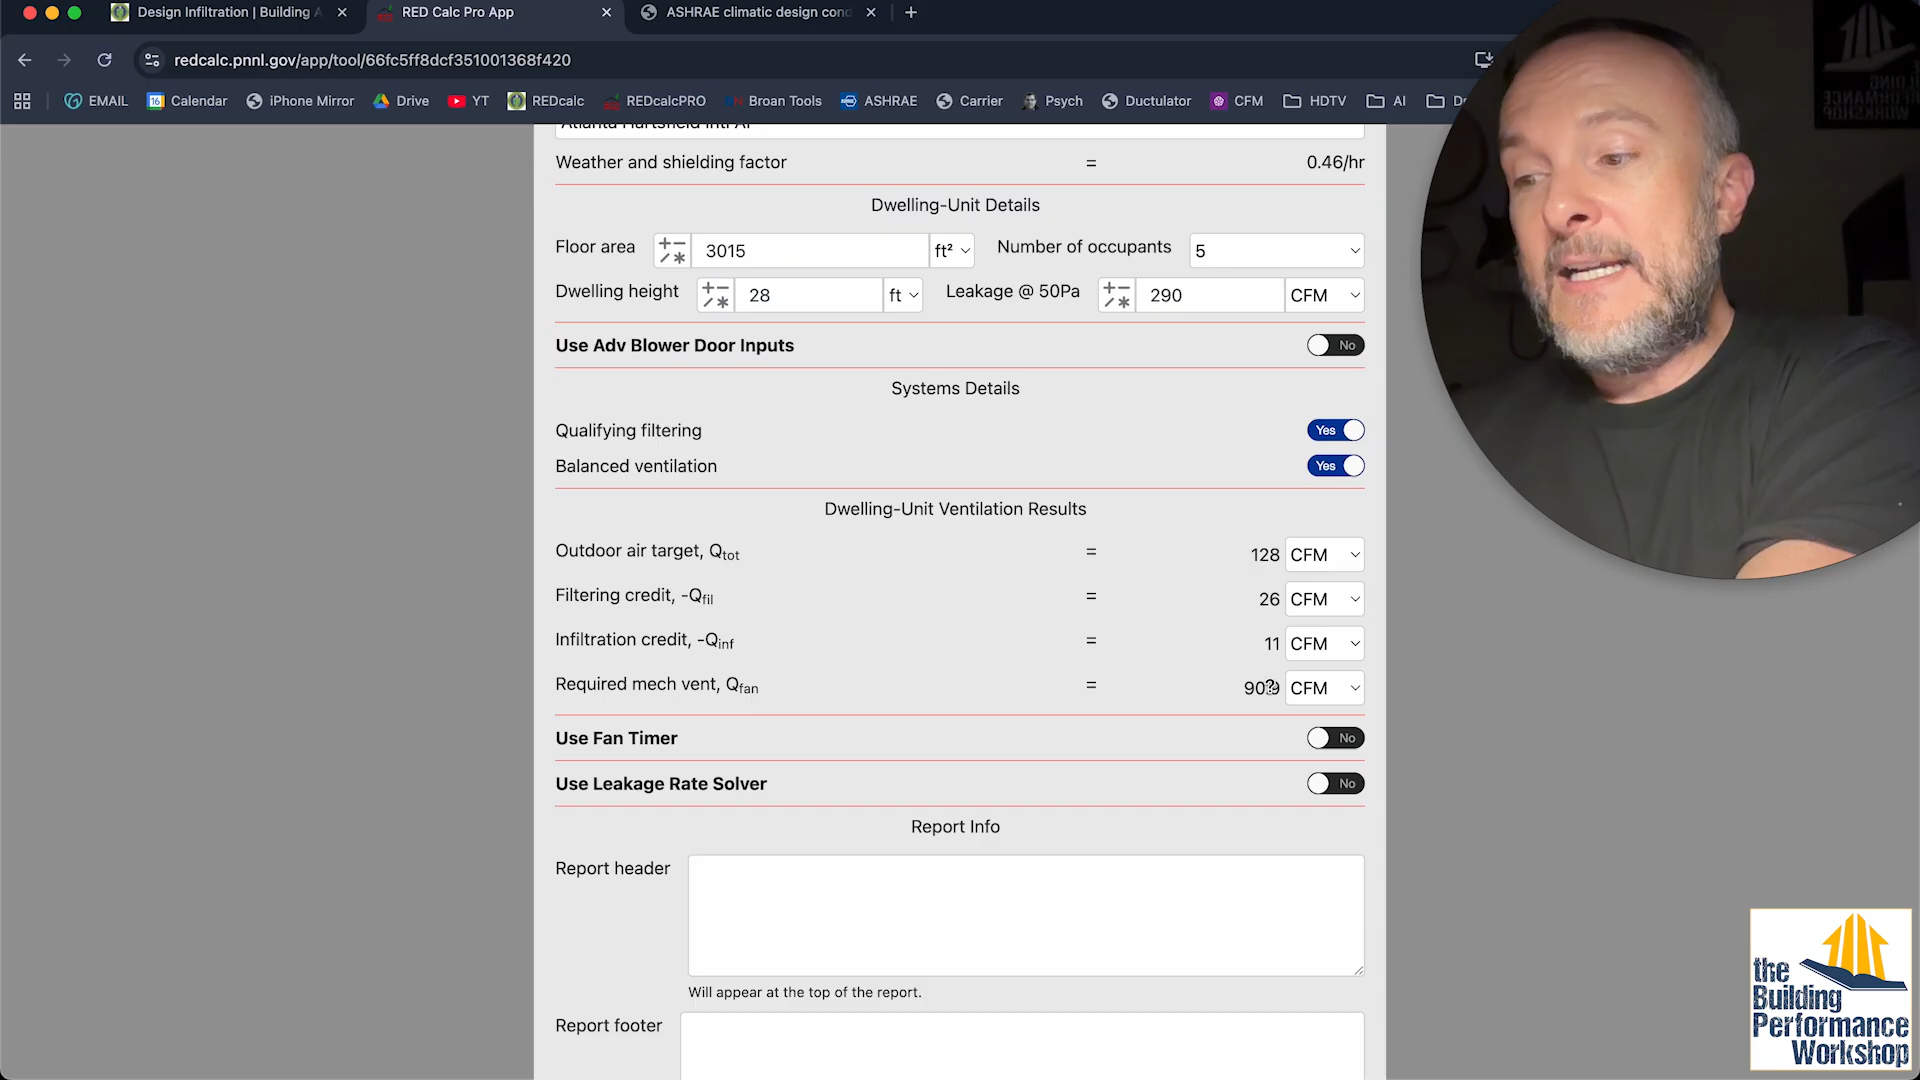 Design Infiltration | Building A
RED Calc Pro App
ASHRAE climatic design cond
redcalc.pnnl.gov/app/tool/66fc5ff8dcf351001368f420
EMAIL
Calendar
iPhone Mirror
Drive
YT
REDcalc
REDcalcPRO
Broan Tools
ASHRAE
Carrier
Psych
Ductulator
CFM
HDTV
AI
Weather and shielding factor = 0.46/hr
Dwelling-Unit Details
Floor area 3015 ft² Number of occupants 5
Dwelling height 28 ft Leakage @ 50Pa 290 CFM
Use Adv Blower Door Inputs No
Systems Details
Qualifying filtering Yes
Balanced ventilation Yes
Dwelling-Unit Ventilation Results
Outdoor air target, Qtot = 128 CFM
Filtering credit, -Qfil = 26 CFM
Infiltration credit, -Qinf = 11 CFM
Required mech vent, Qfan = CFM
Use Fan Timer No
Use Leakage Rate Solver No
Report Info
Report header
Will appear at the top of the report.
Report footer
the
Building
Performance
Workshop